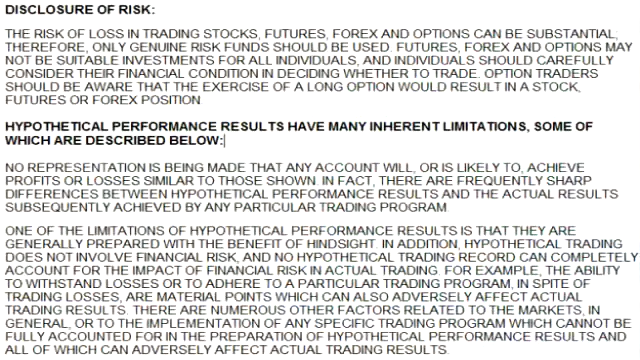 DISCLOSURE OF RISK:
THE RISK OF LOSS IN TRADING STOCKS, FUTURES, FOREX AND OPTIONS CAN BE SUBSTANTIAL;
THEREFORE, ONLY GENUINE RISK FUNDS SHOULD BE USED. FUTURES, FOREX AND OPTIONS MAY
NOT BE SUITABLE INVESTMENTS FOR ALL INDIVIDUALS, AND INDIVIDUALS SHOULD CAREFULLY
CONSIDER THEIR FINANCIAL CONDITION IN DECIDING WHETHER TO TRADE. OPTION TRADERS
SHOULD BE AWARE THAT THE EXERCISE OF A LONG OPTION WOULD RESULT IN A STOCK,
FUTURES OR FOREX POSITION.
HYPOTHETICAL PERFORMANCE RESULTS HAVE MANY INHERENT LIMITATIONS, SOME OF
WHICH ARE DESCRIBED BELOW:
NO REPRESENTATION IS BEING MADE THAT ANY ACCOUNT WILL, OR IS LIKELY TO, ACHIEVE
PROFITS OR LOSSES SIMILAR TO THOSE SHOWN. IN FACT, THERE ARE FREQUENTLY SHARP
DIFFERENCES BETWEEN HYPOTHETICAL PERFORMANCE RESULTS AND THE ACTUAL RESULTS
SUBSEQUENTLY ACHIEVED BY ANY PARTICULAR TRADING PROGRAM.
ONE OF THE LIMITATIONS OF HYPOTHETICAL PERFORMANCE RESULTS IS THAT THEY ARE
GENERALLY PREPARED WITH THE BENEFIT OF HINDSIGHT. IN ADDITION, HYPOTHETICAL TRADING
DOES NOT INVOLVE FINANCIAL RISK, AND NO HYPOTHETICAL TRADING RECORD CAN COMPLETELY
ACCOUNT FOR THE IMPACT OF FINANCIAL RISK IN ACTUAL TRADING. FOR EXAMPLE, THE ABILITY
TO WITHSTAND LOSSES OR TO ADHERE TO A PARTICULAR TRADING PROGRAM, IN SPITE OF
TRADING LOSSES, ARE MATERIAL POINTS WHICH CAN ALSO ADVERSELY AFFECT ACTUAL
TRADING RESULTS. THERE ARE NUMEROUS OTHER FACTORS RELATED TO THE MARKETS, IN
GENERAL, OR TO THE IMPLEMENTATION OF ANY SPECIFIC TRADING PROGRAM WHICH CANNOT BE
FULLY ACCOUNTED FOR IN THE PREPARATION OF HYPOTHETICAL PERFORMANCE RESULTS AND
ALL OF WHICH CAN ADVERSELY AFFECT ACTUAL TRADING RESULTS.